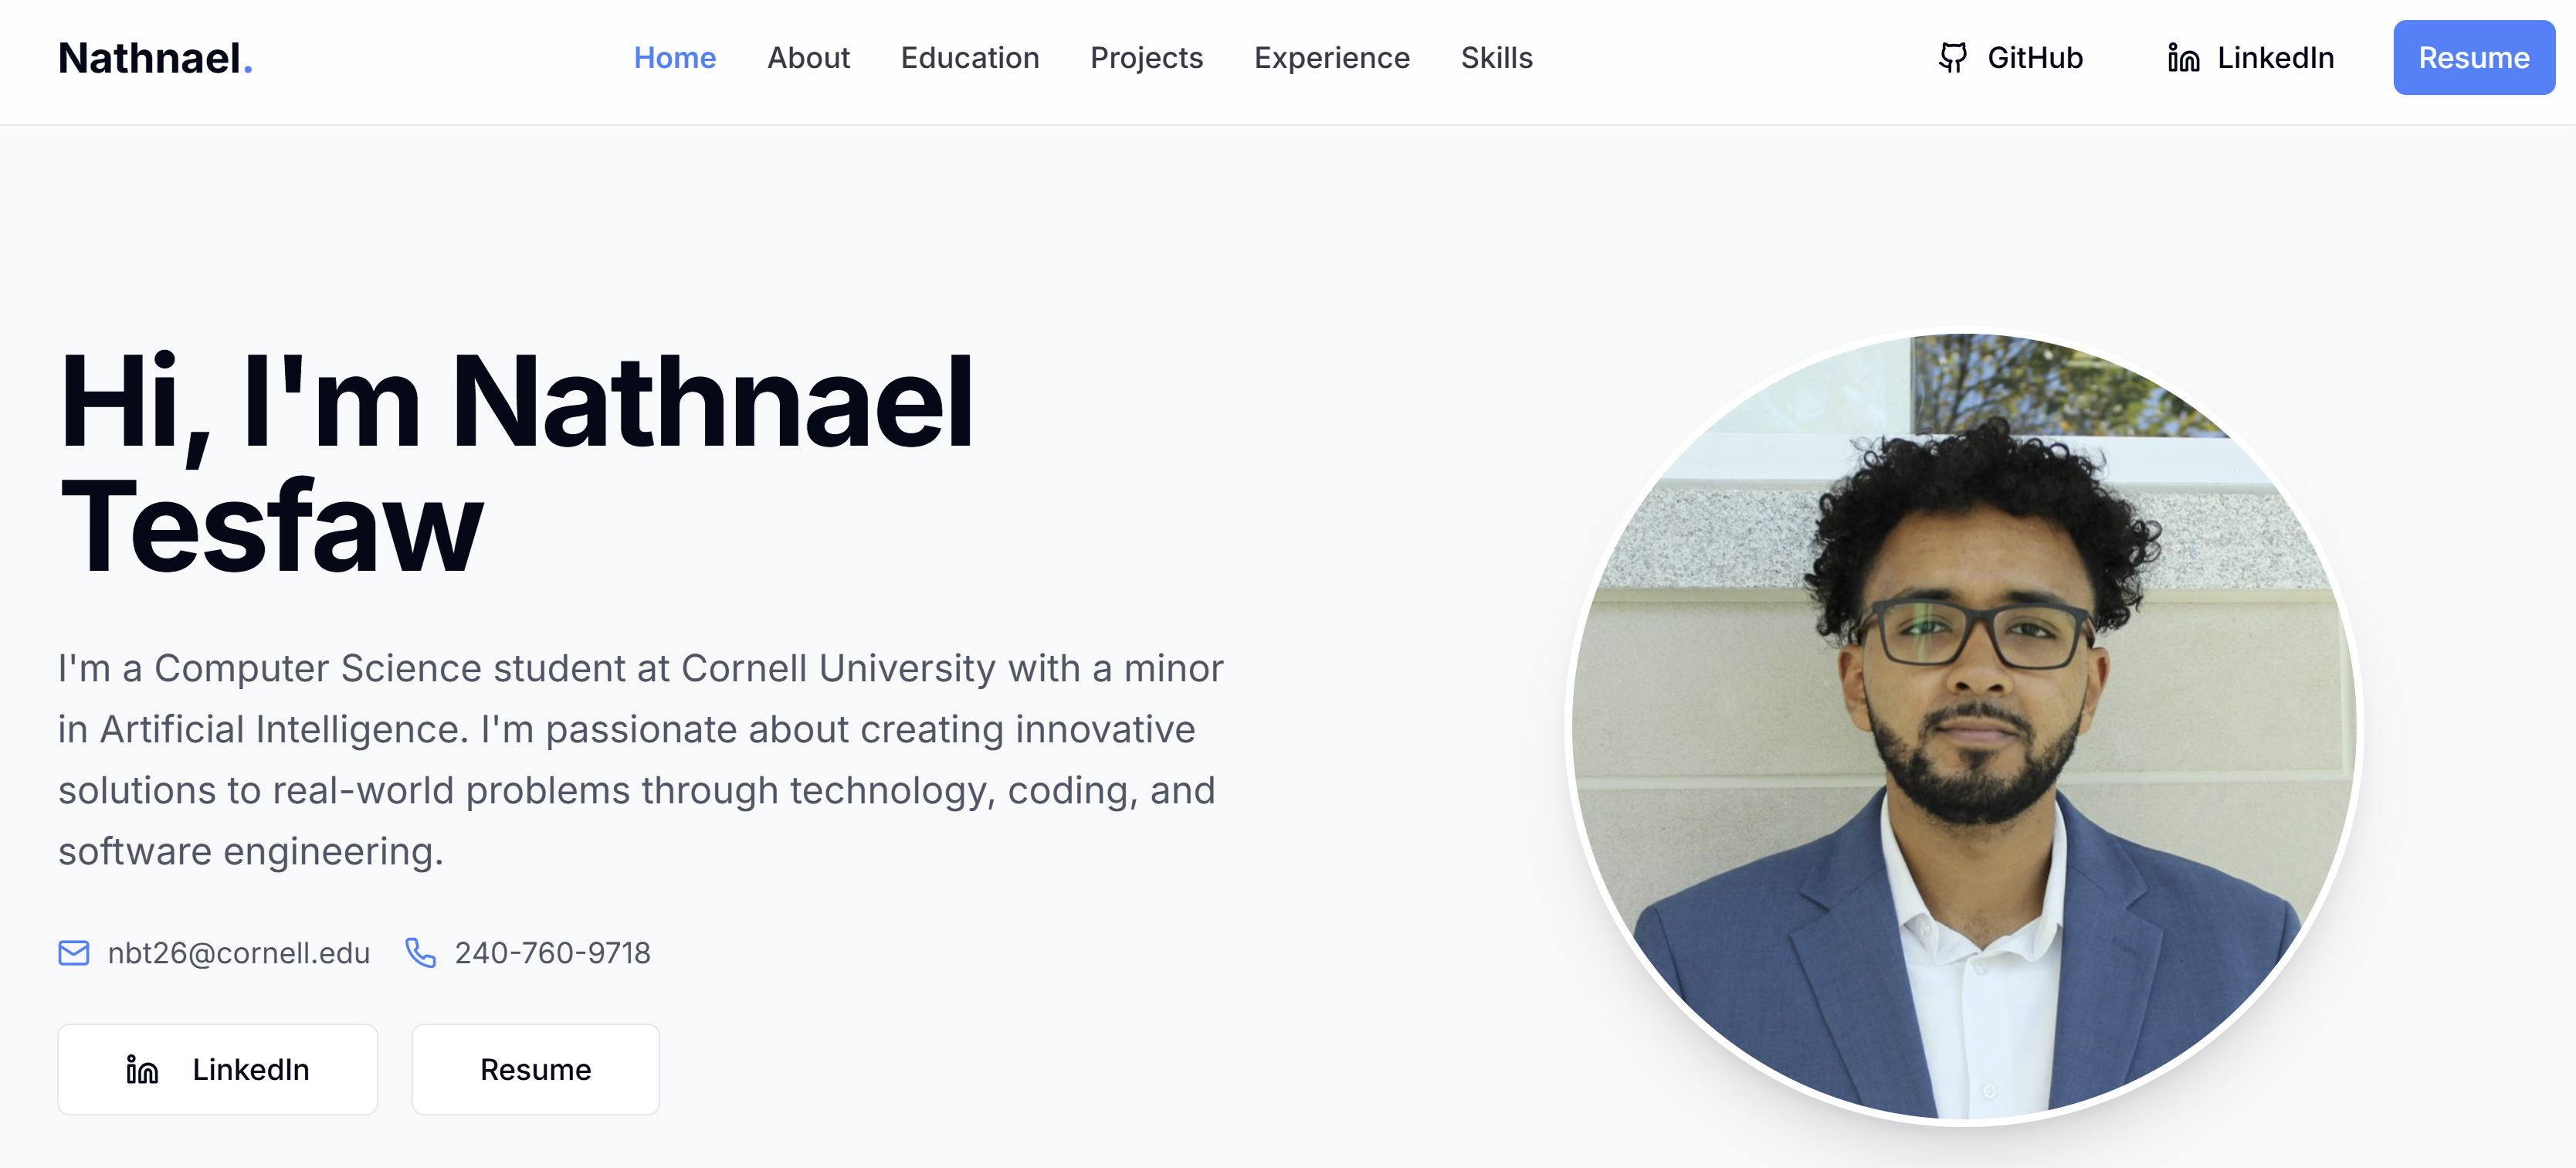 Nathnael.
Home About Education Projects Experience Skills
GitHub LinkedIn Resume
Hi, I'm Nathnael
Tesfaw
I'm a Computer Science student at Cornell University with a minor
in Artificial Intelligence. I'm passionate about creating innovative
solutions to real-world problems through technology, coding, and
software engineering.
nbt26@cornell.edu 240-760-9718
LinkedIn Resume